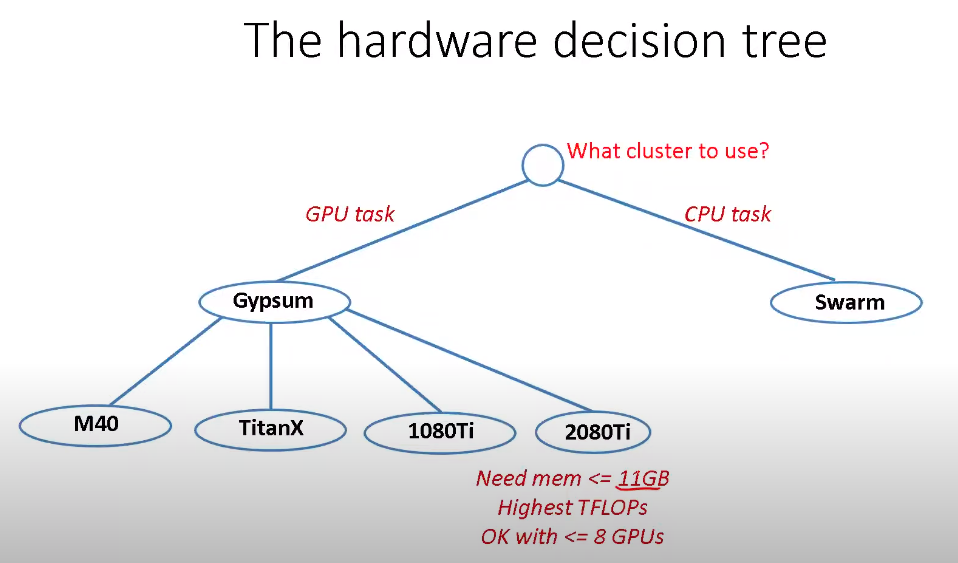 The hardware decision tree
What cluster to use?
GPU task
CPU task
Gypsum
Swarm
M40
TitanX
1080Ti
2080Ti
Need mem <= 11GB
Highest TFLOPs
OK with <= 8 GPUs